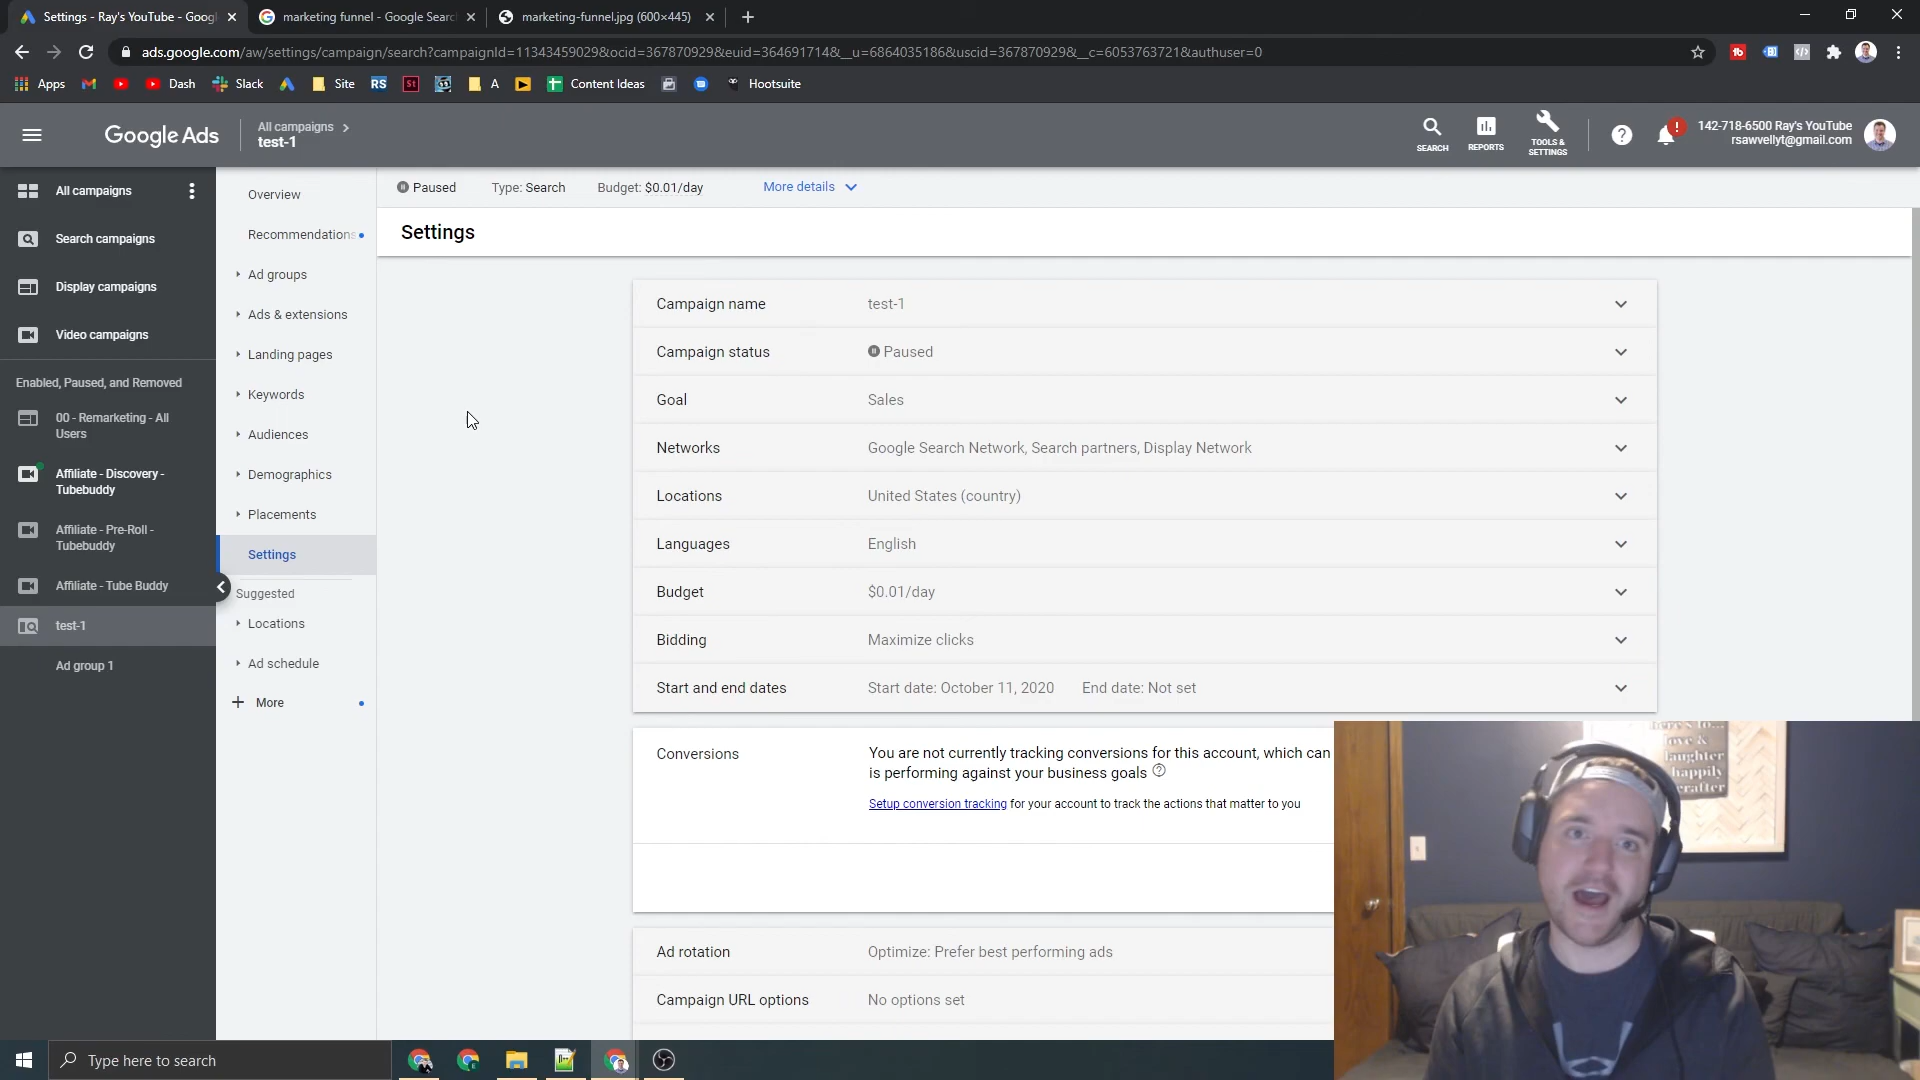 Settings - Ray's YouTube - Googl
marketing funnel - Google Searc
marketing-funnel.jpg (600×445)
ads.google.com/aw/settings/campaign/search?campaignId=11343459029&ocid=367870929&euid=364691714&__u=6864035186&uscid=367870929&__c=6053763721&authuser=0
Apps
Dash
Slack
Site
RS
St
A
Content Ideas
Hootsuite
Google Ads
All campaigns
test-1
SEARCH
REPORTS
TOOLS &
SETTINGS
142-718-6500 Ray's YouTube
rsawvellyt@gmail.com
All campaigns
Search campaigns
Display campaigns
Video campaigns
Enabled, Paused, and Removed
00 - Remarketing - All
Users
Affiliate - Discovery -
Tubebuddy
Affiliate - Pre-Roll -
Tubebuddy
Affiliate - Tube Buddy
test-1
Ad group 1
Overview
Recommendations
Ad groups
Ads & extensions
Landing pages
Keywords
Audiences
Demographics
Placements
Settings
Suggested
Locations
Ad schedule
More
Paused
Type: Search
Budget: $0.01/day
More details
Settings
Campaign name test-1
Campaign status Paused
Goal Sales
Networks Google Search Network, Search partners, Display Network
Locations United States (country)
Languages English
Budget $0.01/day
Bidding Maximize clicks
Start and end dates Start date: October 11, 2020 End date: Not set
Conversions You are not currently tracking conversions for this account, which can
is performing against your business goals
Setup conversion tracking for your account to track the actions that matter to you
Ad rotation Optimize: Prefer best performing ads
Campaign URL options No options set
love &
laughter
happily
Type here to search